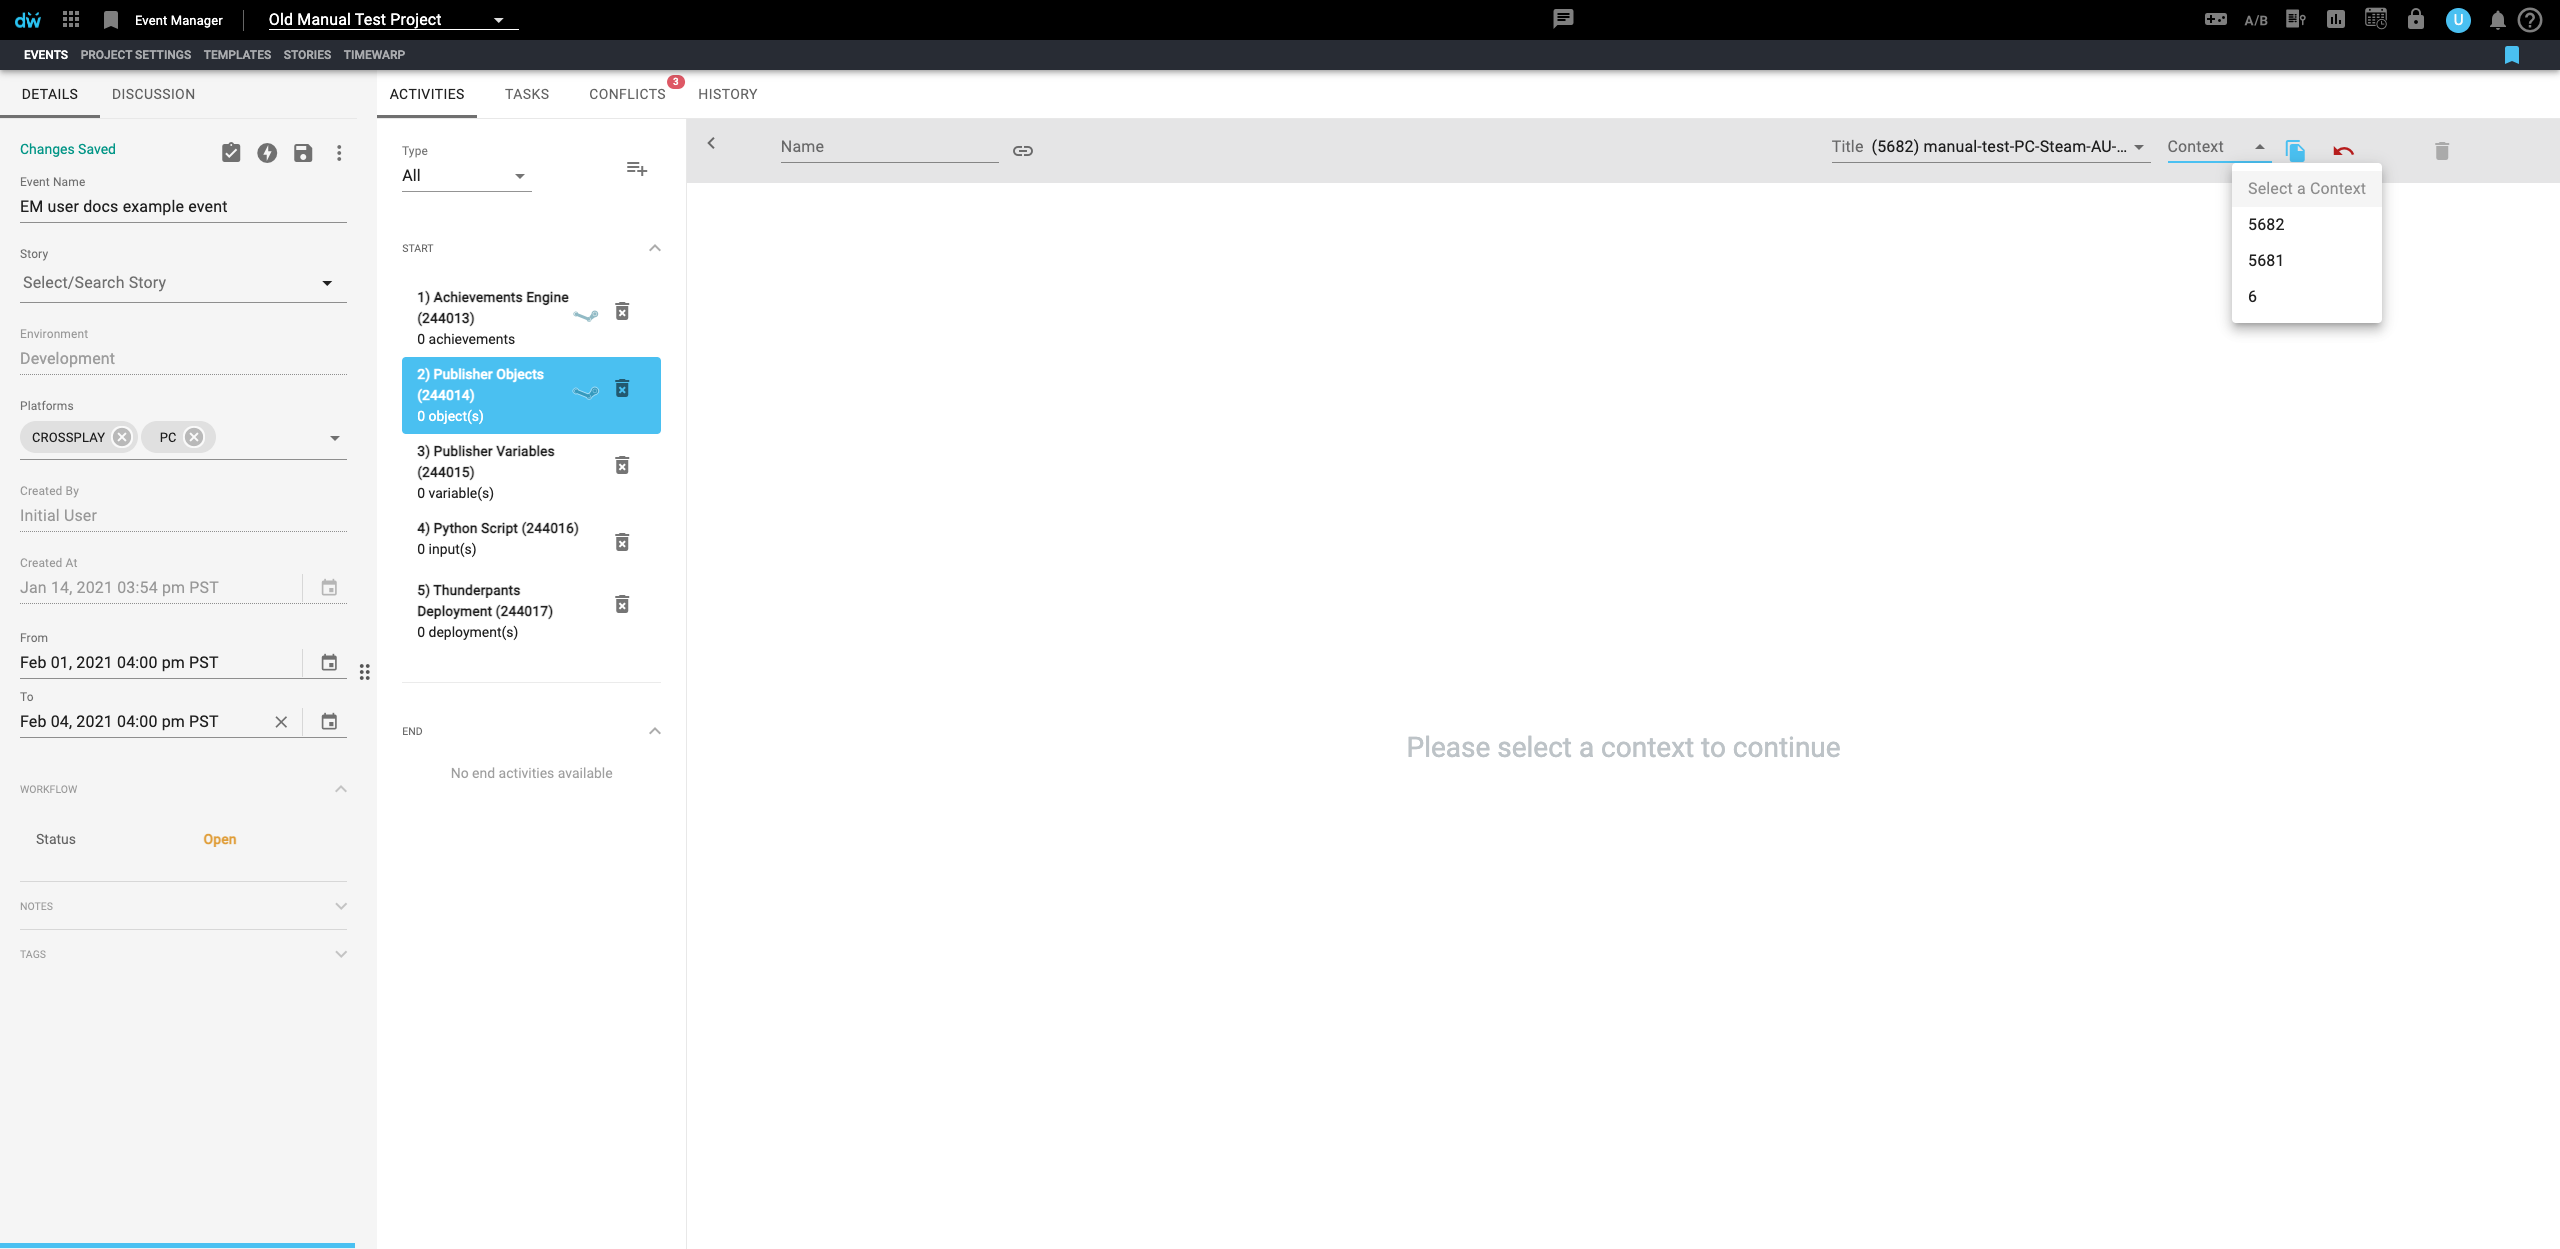 dw Event Manager Old Manual Test Project A/B U
EVENTS PROJECT SETTINGS TEMPLATES STORIES TIMEWARP
DETAILS DISCUSSION
Changes Saved
Event Name
EM user docs example event
Story
Select/Search Story
Environment
Development
Platforms
CROSSPLAY PC
Created By
Initial User
Created At
Jan 14, 2021 03:54 pm PST
From
Feb 01, 2021 04:00 pm PST
To
Feb 04, 2021 04:00 pm PST
WORKFLOW
Status Open
NOTES
TAGS
ACTIVITIES TASKS CONFLICTS 3 HISTORY
Type
All
START
1) Achievements Engine
(244013)
0 achievements
2) Publisher Objects
(244014)
0 object(s)
3) Publisher Variables
(244015)
0 variable(s)
4) Python Script (244016)
0 input(s)
5) Thunderpants
Deployment (244017)
0 deployment(s)
END
No end activities available
Name
Title (5682) manual-test-PC-Steam-AU-... Context
Select a Context
5682
5681
6
Please select a context to continue